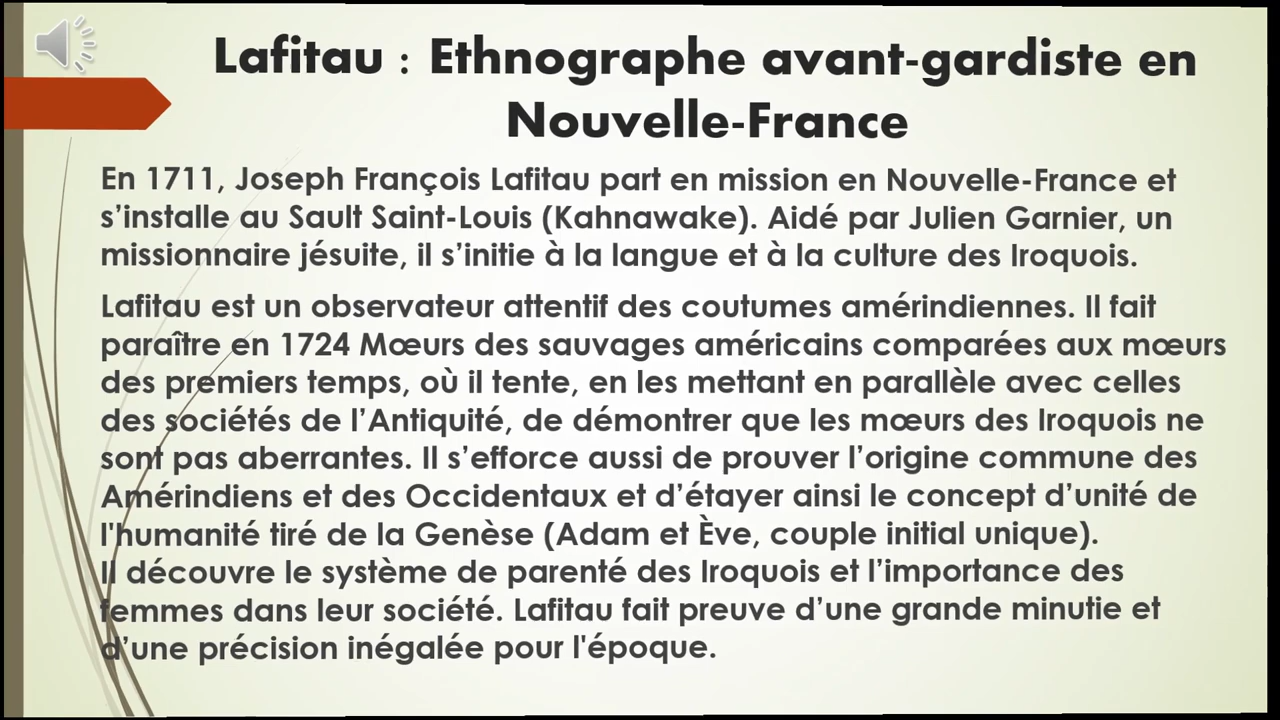 Lafitau : Ethnographe avant-gardiste en
Nouvelle-France
En 1711, Joseph François Lafitau part en mission en Nouvelle-France et
s’installe au Sault Saint-Louis (Kahnawake). Aidé par Julien Garnier, un
missionnaire jésuite, il s’initie à la langue et à la culture des Iroquois.
Lafitau est un observateur attentif des coutumes amérindiennes. Il fait
paraître en 1724 Mœurs des sauvages américains comparées aux mœurs
des premiers temps, où il tente, en les mettant en parallèle avec celles
des sociétés de l’Antiquité, de démontrer que les mœurs des Iroquois ne
sont pas aberrantes. Il s’efforce aussi de prouver l’origine commune des
Amérindiens et des Occidentaux et d’étayer ainsi le concept d’unité de
l'humanité tiré de la Genèse (Adam et Ève, couple initial unique).
Il découvre le système de parenté des Iroquois et l’importance des
femmes dans leur société. Lafitau fait preuve d’une grande minutie et
d’une précision inégalée pour l'époque.